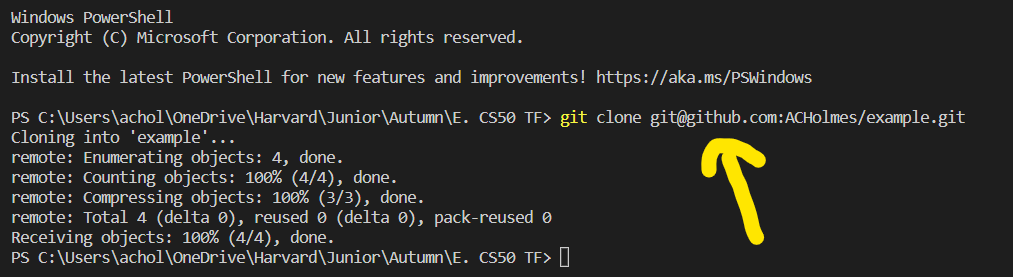 Windows PowerShell
Copyright (C) Microsoft Corporation. All rights reserved.
Install the latest PowerShell for new features and improvements! https://aka.ms/PSWindows
PS C:\Users\achol\OneDrive\Harvard\Junior\Autumn\E. CS50 TF> git clone git@github.com:ACHolmes/example.git
Cloning into 'example'...
remote: Enumerating objects: 4, done.
remote: Counting objects: 100% (4/4), done.
remote: Compressing objects: 100% (3/3), done.
remote: Total 4 (delta 0), reused 0 (delta 0), pack-reused 0
Receiving objects: 100% (4/4), done.
PS C:\Users\achol\OneDrive\Harvard\Junior\Autumn\E. CS50 TF>